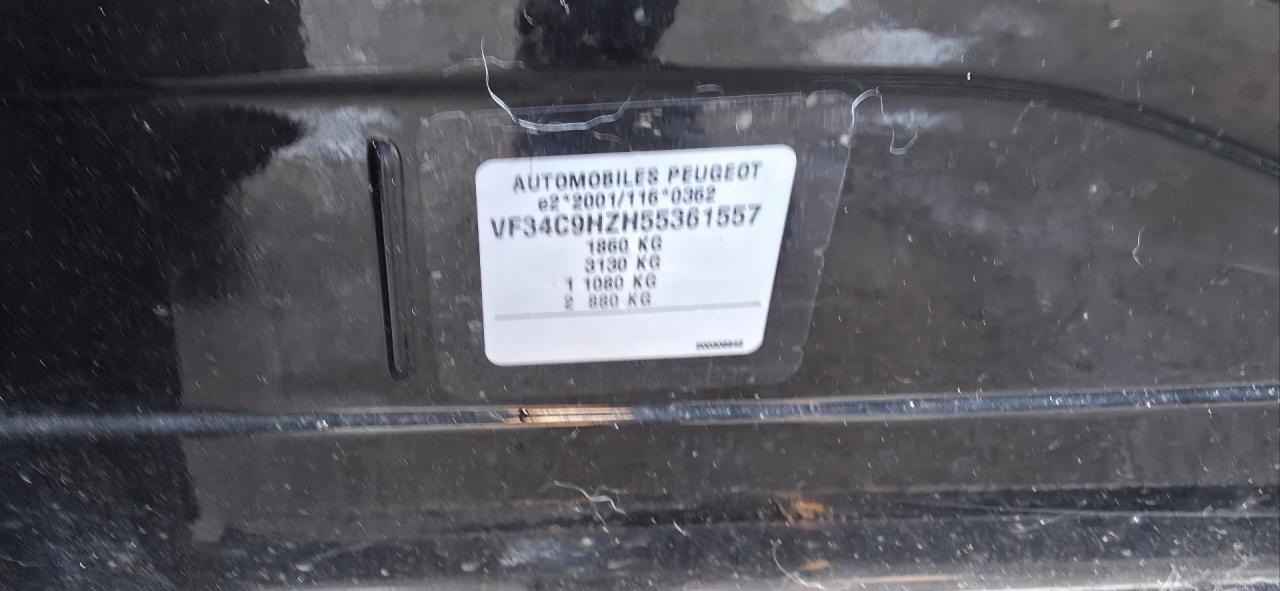 AUTOMOBILES PEUGEOT
e2*2001/116*0362
VF34C9HZH55361557
1860 KG
3130 KG
1 1080 KG
2 880 KG